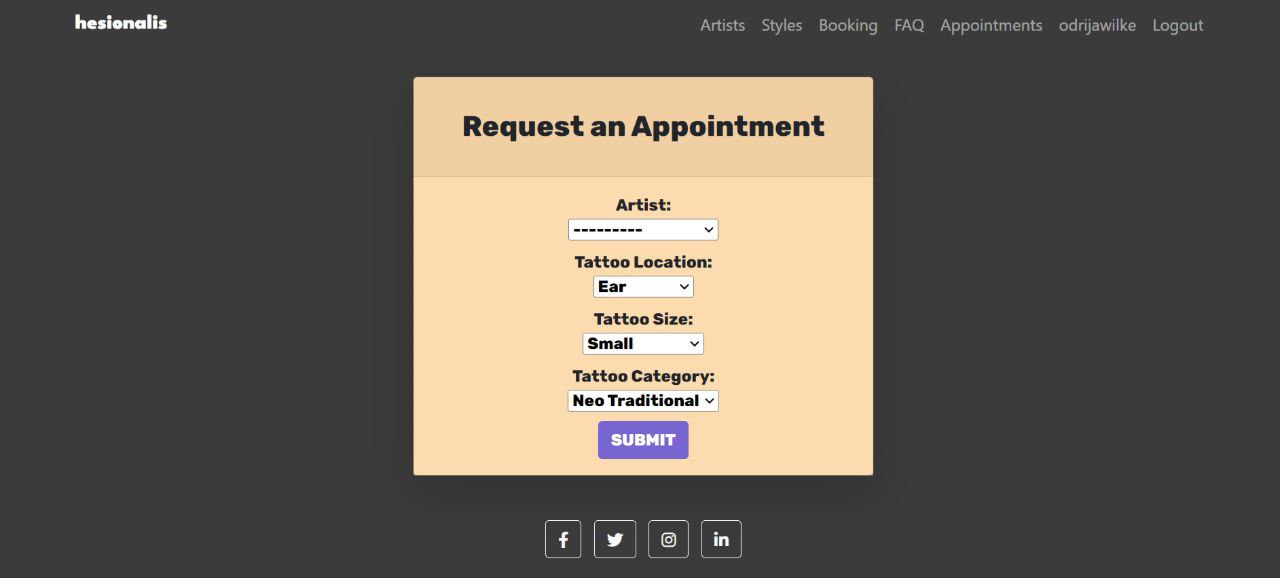 hesionalis
Artists Styles Booking FAQ Appointments odrijawilke Logout
Request an Appointment
Artist:
---------
Tattoo Location:
Ear
Tattoo Size:
Small
Tattoo Category:
Neo Traditional
SUBMIT